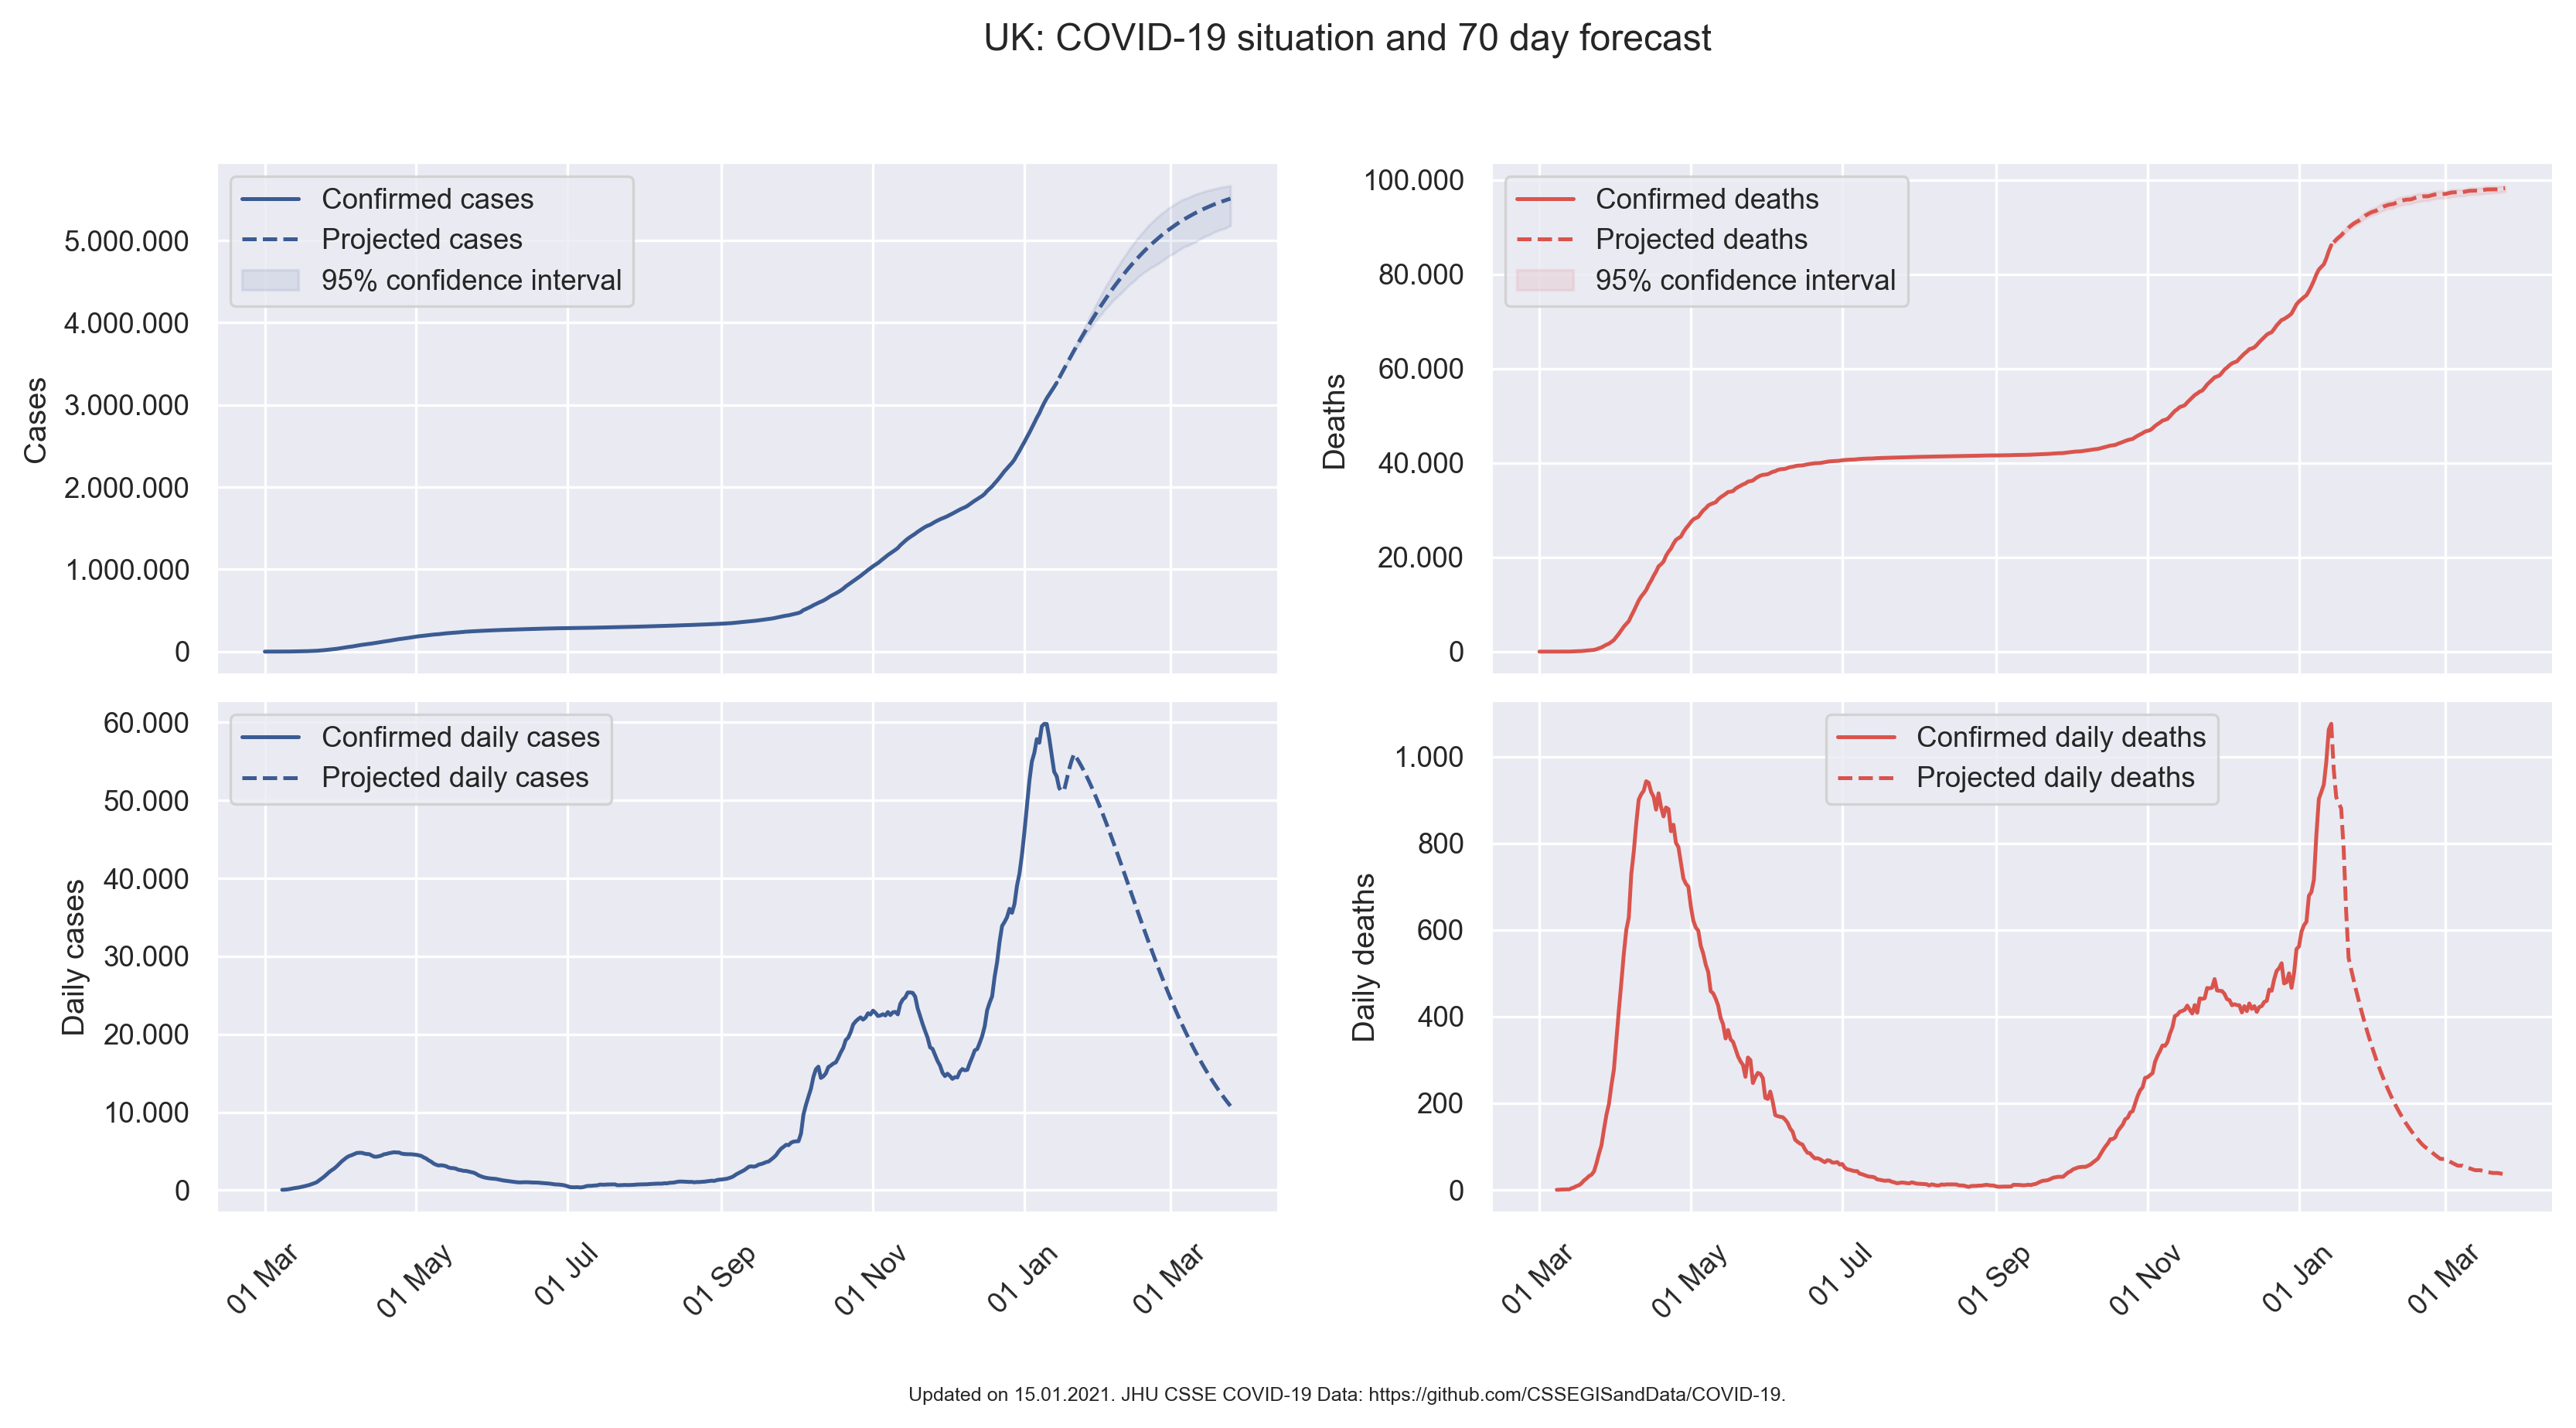 UK: COVID-19 situation and 70 day forecast
Cases
5.000.000
4.000.000
3.000.000
2.000.000
1.000.000
0
Confirmed cases
Projected cases
95% confidence interval
Deaths
100.000
80.000
60.000
40.000
20.000
0
Confirmed deaths
Projected deaths
95% confidence interval
Daily cases
60.000
50.000
40.000
30.000
20.000
10.000
0
Confirmed daily cases
Projected daily cases
01 Mar
01 May
01 Jul
01 Sep
01 Nov
01 Jan
01 Mar
Daily deaths
1.000
800
600
400
200
0
Confirmed daily deaths
Projected daily deaths
01 Mar
01 May
01 Jul
01 Sep
01 Nov
01 Jan
01 Mar
Updated on 15.01.2021. JHU CSSE COVID-19 Data: https://github.com/CSSEGISandData/COVID-19.